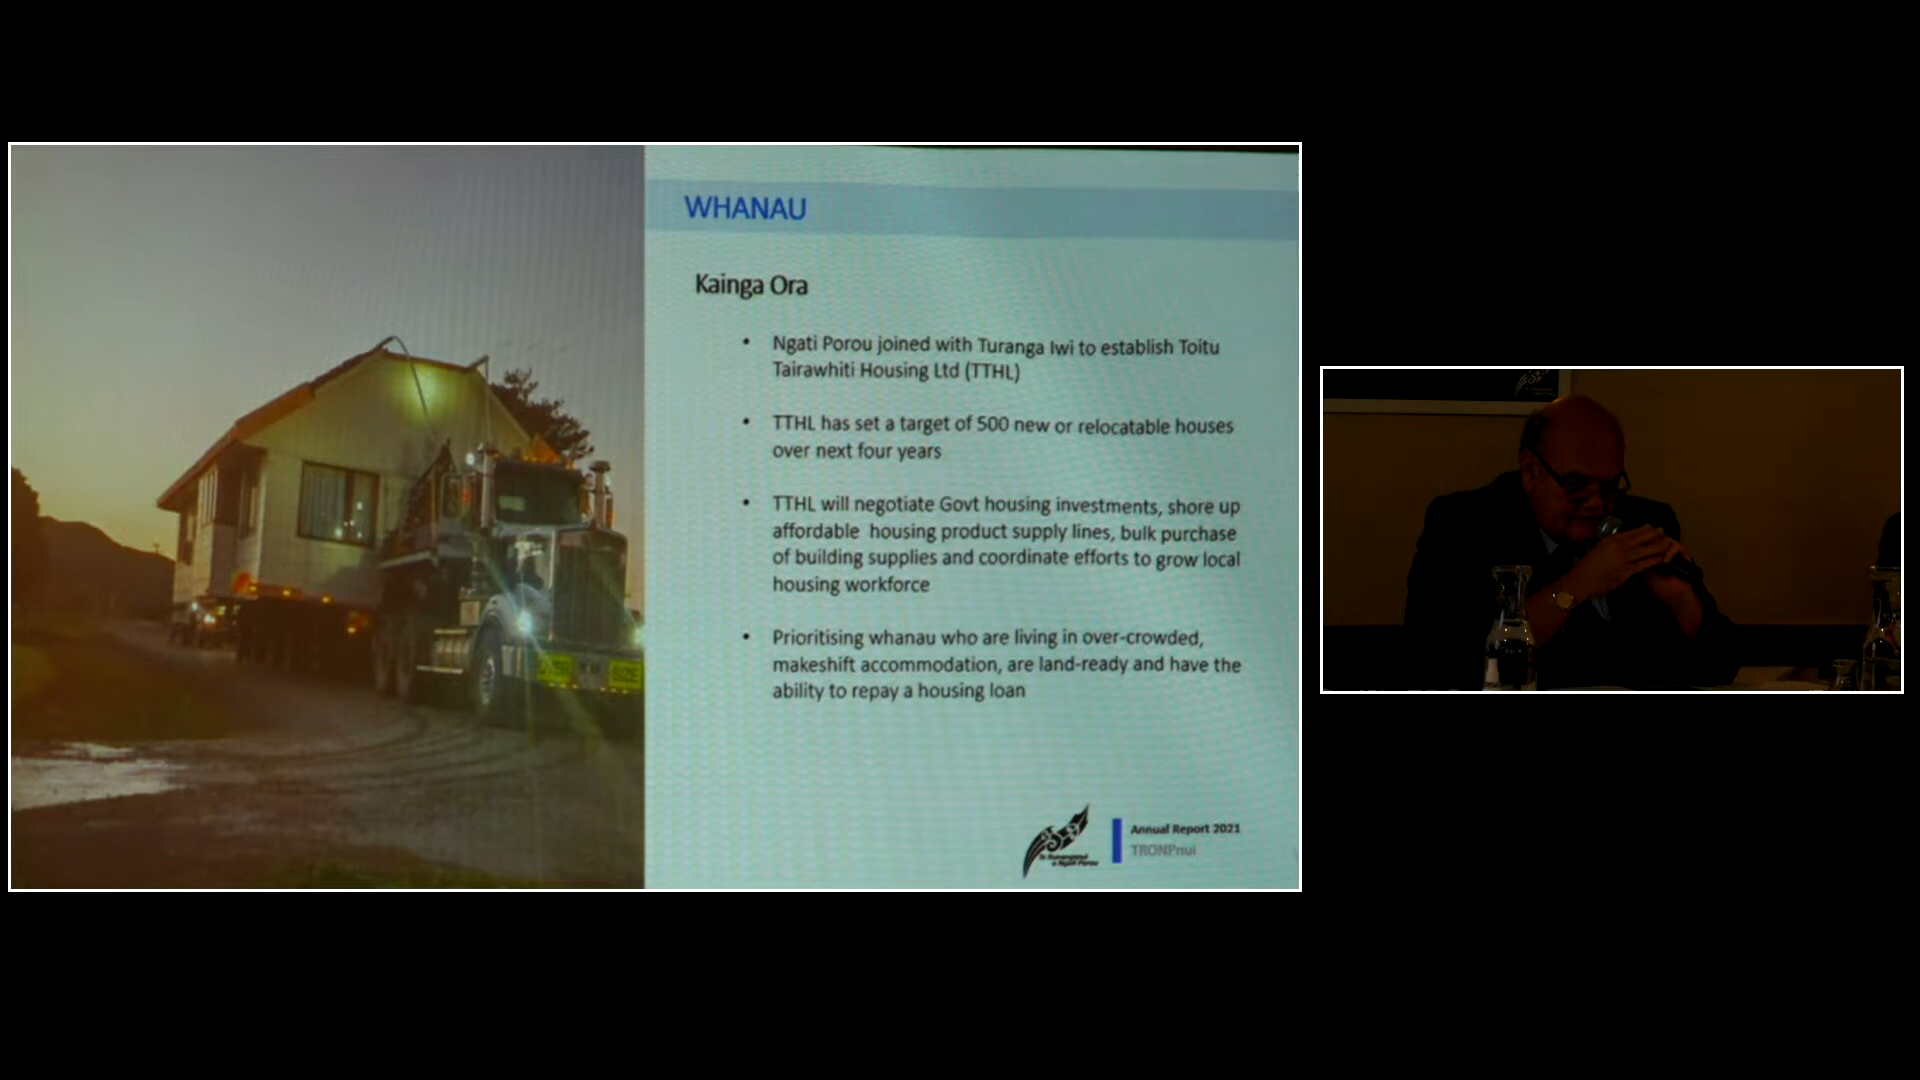 WHANAU
Kainga Ora
• Ngati Porou joined with Turanga Iwi to establish Toitu
Tairawhiti Housing Ltd (TTHL)
• TTHL has set a target of 500 new or relocatable houses
over next four years
• TTHL will negotiate Govt housing investments, shore up
affordable housing product supply lines, bulk purchase
of building supplies and coordinate efforts to grow local
housing workforce
• Prioritising whanau who are living in over-crowded,
makeshift accommodation, are land-ready and have the
ability to repay a housing loan
Te Runanganui
o Ngati Porou
Annual Report 2021
TRONPnui